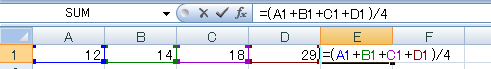 SUM fx =(A1+B1+C1+D1)/4
A B C D E F
1 12 14 18 29 =(A1+B1+C1+D1)/4